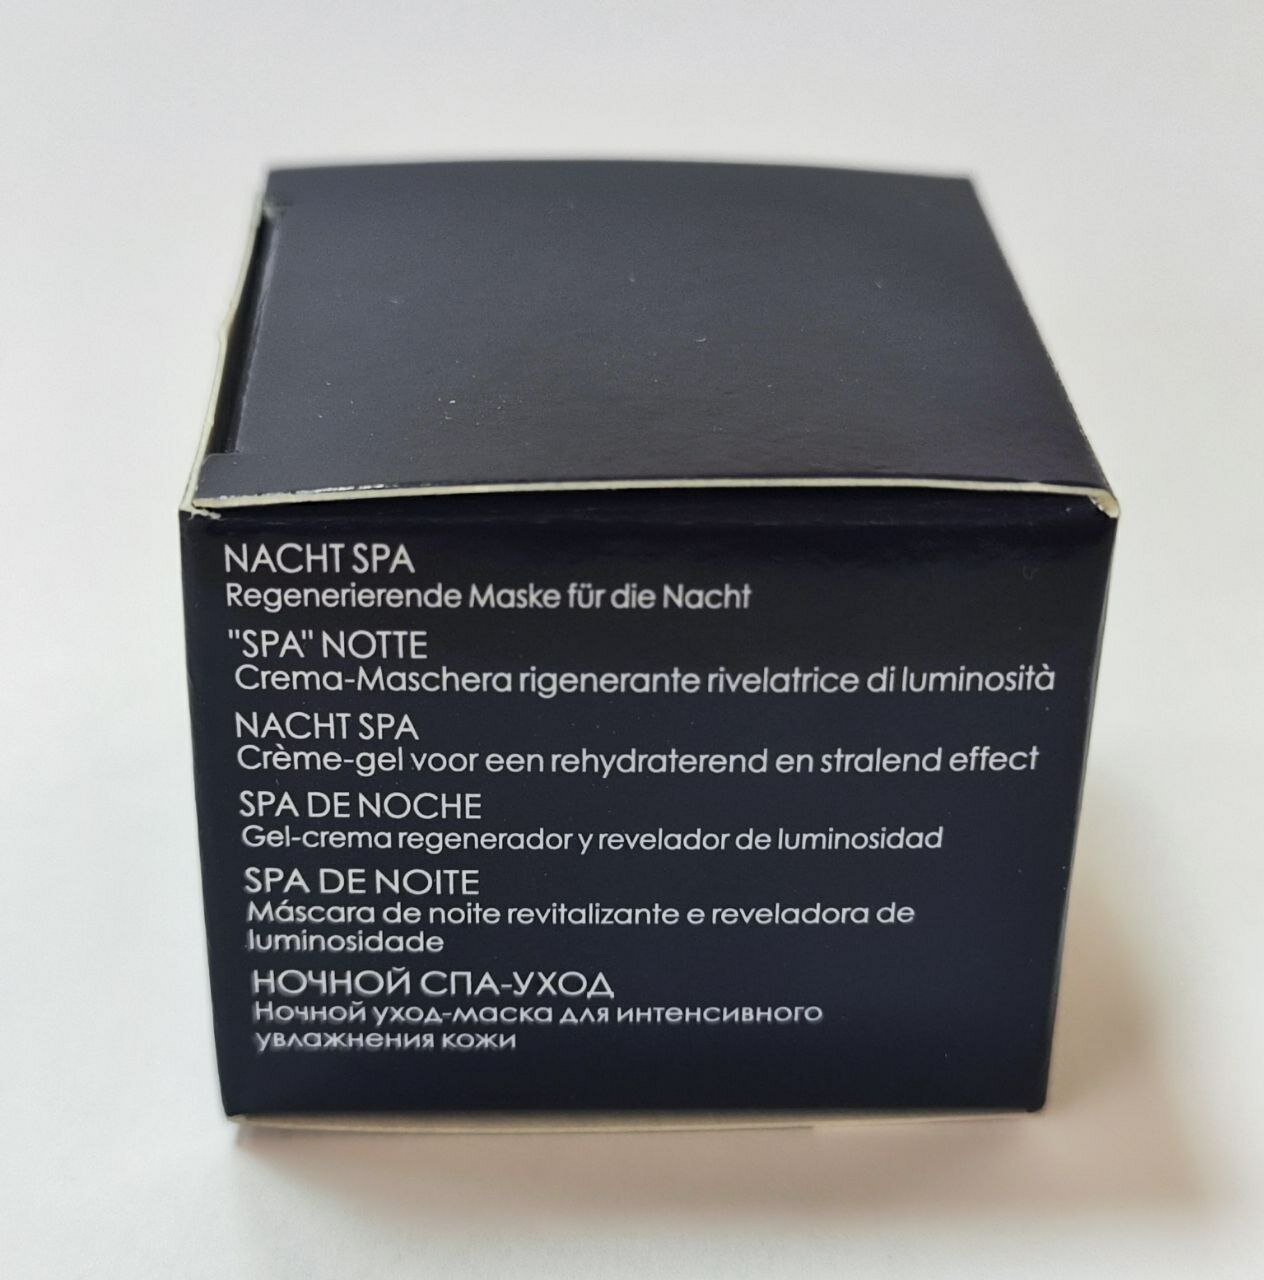 NACHT SPA
Regenerierende Maske für die Nacht
"SPA" NOTTE
Crema-Maschera rigenerante rivelatrice di luminosità
NACHT SPA
Crème-gel voor een rehydraterend en stralend effect
SPA DE NOCHE
Gel-crema regenerador y revelador de luminosidad
SPA DE NOITE
Máscara de noite revitalizante e reveladora de
luminosidade
НОЧНОЙ СПА-УХОД
Ночной уход-маска для интенсивного
увлажнения кожи